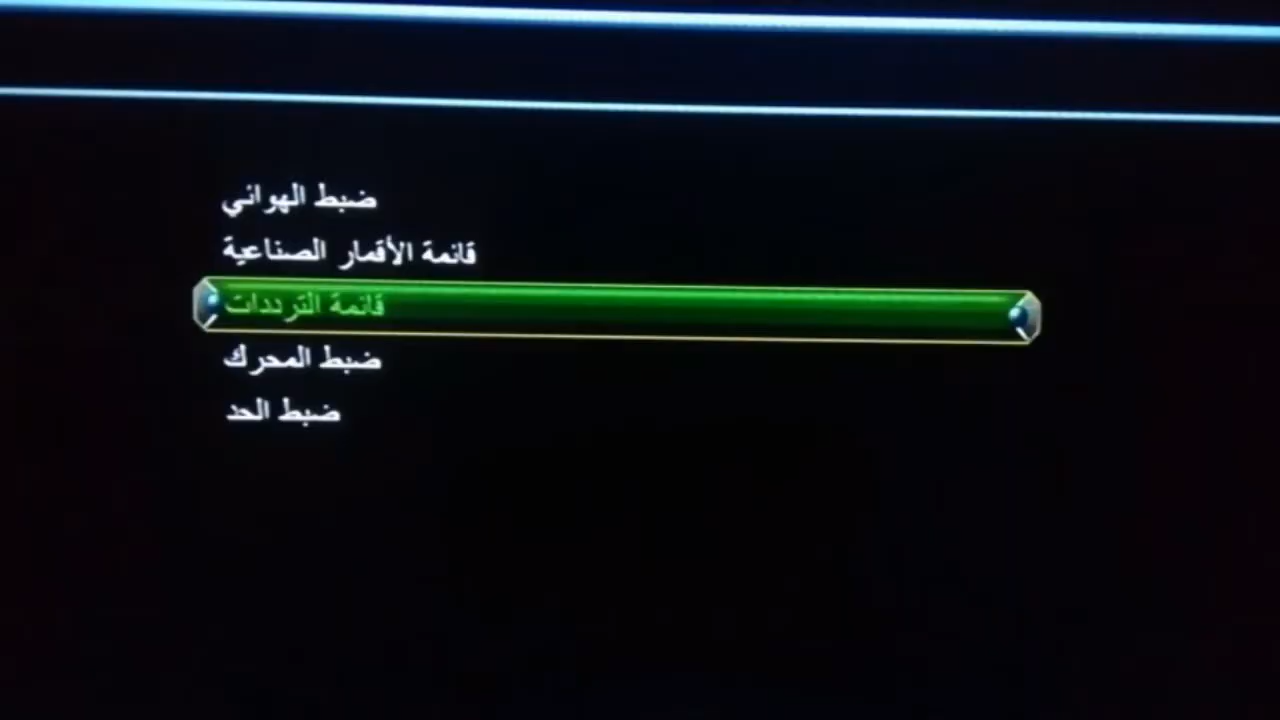 ضبط الهوائي
قائمة الأقمار الصناعية
قائمة الترددات
ضبط المحرك
ضبط الحد